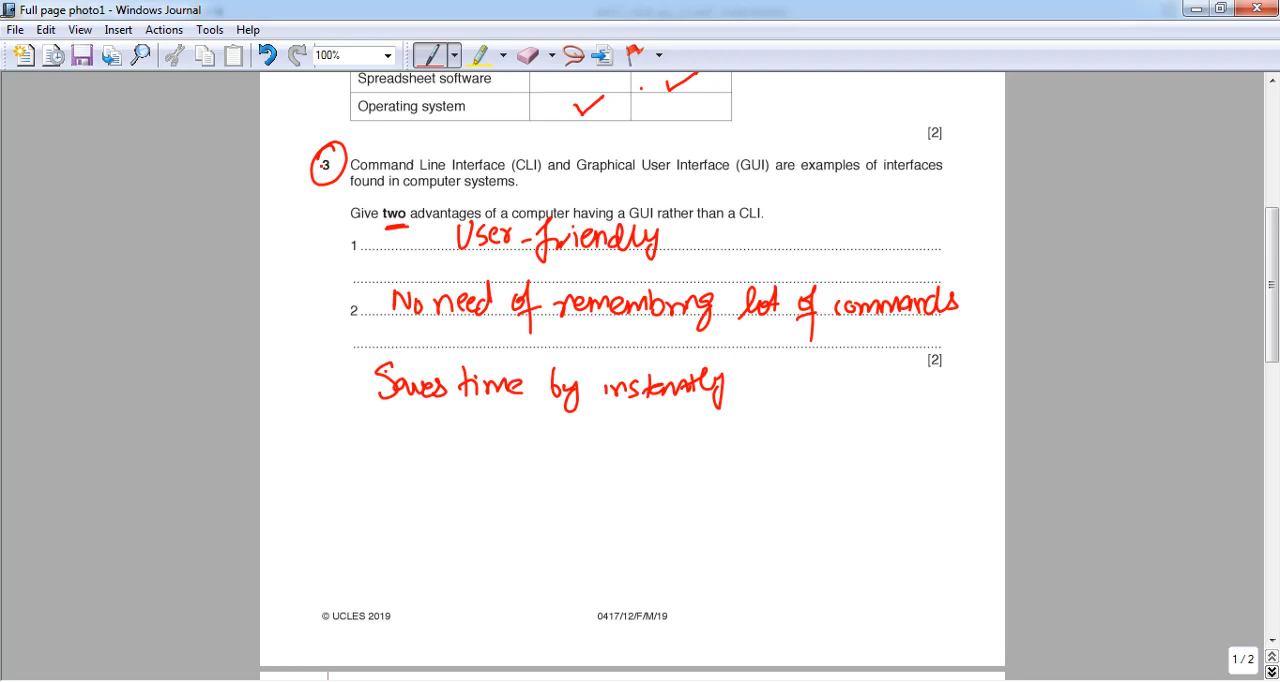 Full page photo1 - Windows Journal
File Edit View Insert Actions Tools Help
100%
Spreadsheet software
Operating system
[2]
3 Command Line Interface (CLI) and Graphical User Interface (GUI) are examples of interfaces
found in computer systems.
Give two advantages of a computer having a GUI rather than a CLI.
1 User-friendly
2 No need of remembring lot of commands
[2]
Saves time by instantly
© UCLES 2019 0417/12/F/M/19
1 / 2